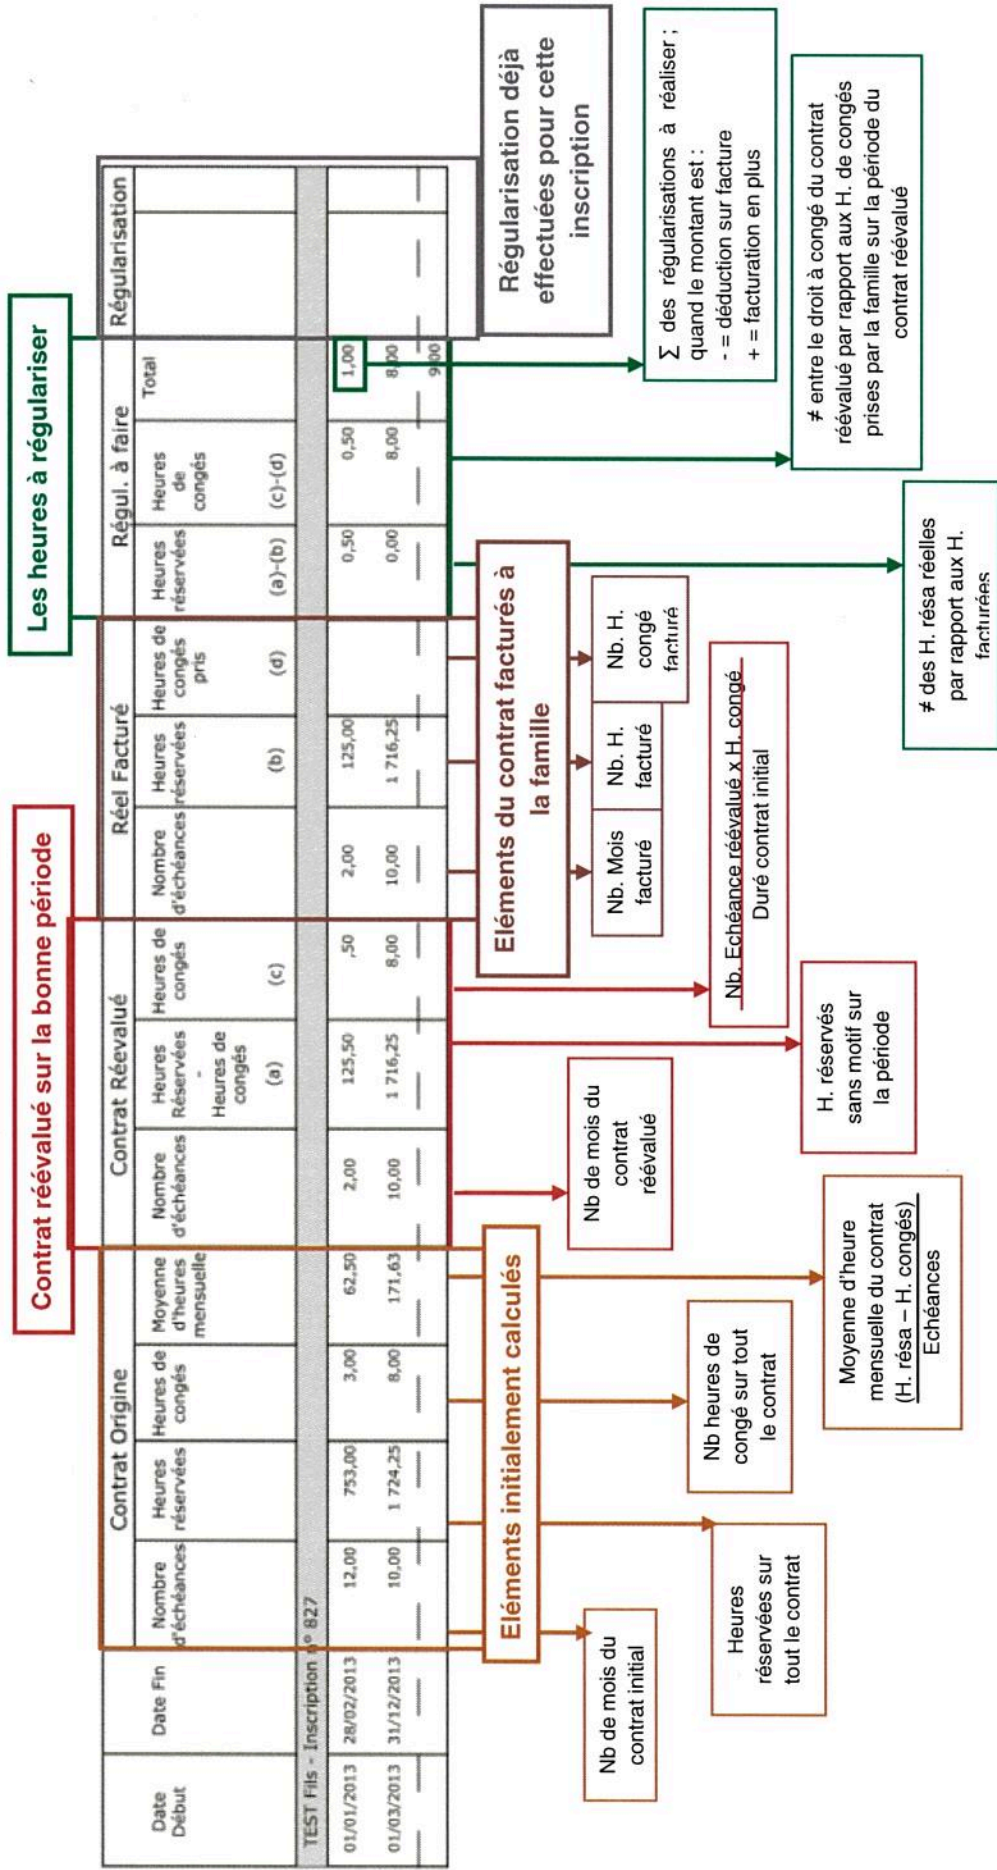 Contrat réévalué sur la bonne période
Les heures à régulariser
Date Début
Date Fin
Contrat Origine
Nombre d'échéances
Heures réservées
Heures de congés
Moyenne d'heures mensuelle
Contrat Réevalué
Nombre d'échéances
Heures Réservées - Heures de congés (a)
Heures de congés (c)
Réel Facturé
Nombre d'échéances
Heures réservées (b)
Heures de congés pris (d)
Régul. à faire
Heures réservées (a)-(b)
Heures de congés (c)-(d)
Total
Régularisation
TEST Fils - Inscription n° 827
01/01/2013 28/02/2013 12,00 753,00 3,00 62,50 2,00 125,50 ,50 2,00 125,00 0,50 0,50 1,00
01/03/2013 31/12/2013 10,00 1 724,25 8,00 171,63 10,00 1 716,25 8,00 10,00 1 716,25 0,00 8,00 8,00
9,00
Eléments initialement calculés
Eléments du contrat facturés à
la famille
Régularisation déjà
effectuées pour cette
inscription
Nb de mois du
contrat initial
Heures
réservées sur
tout le contrat
Nb heures de
congé sur tout
le contrat
Moyenne d'heure
mensuelle du contrat
(H. résa – H. congés)
Echéances
Nb de mois du
contrat
réévalué
H. réservés
sans motif sur
la période
Nb. Echéance réévalué x H. congé
Duré contrat initial
Nb. Mois
facturé
Nb. H.
facturé
Nb. H.
congé
facturé
≠ des H. résa réelles
par rapport aux H.
facturées
≠ entre le droit à congé du contrat
réévalué par rapport aux H. de congés
prises par la famille sur la période du
contrat réévalué
Σ des régularisations à réaliser ;
quand le montant est :
- = déduction sur facture
+ = facturation en plus